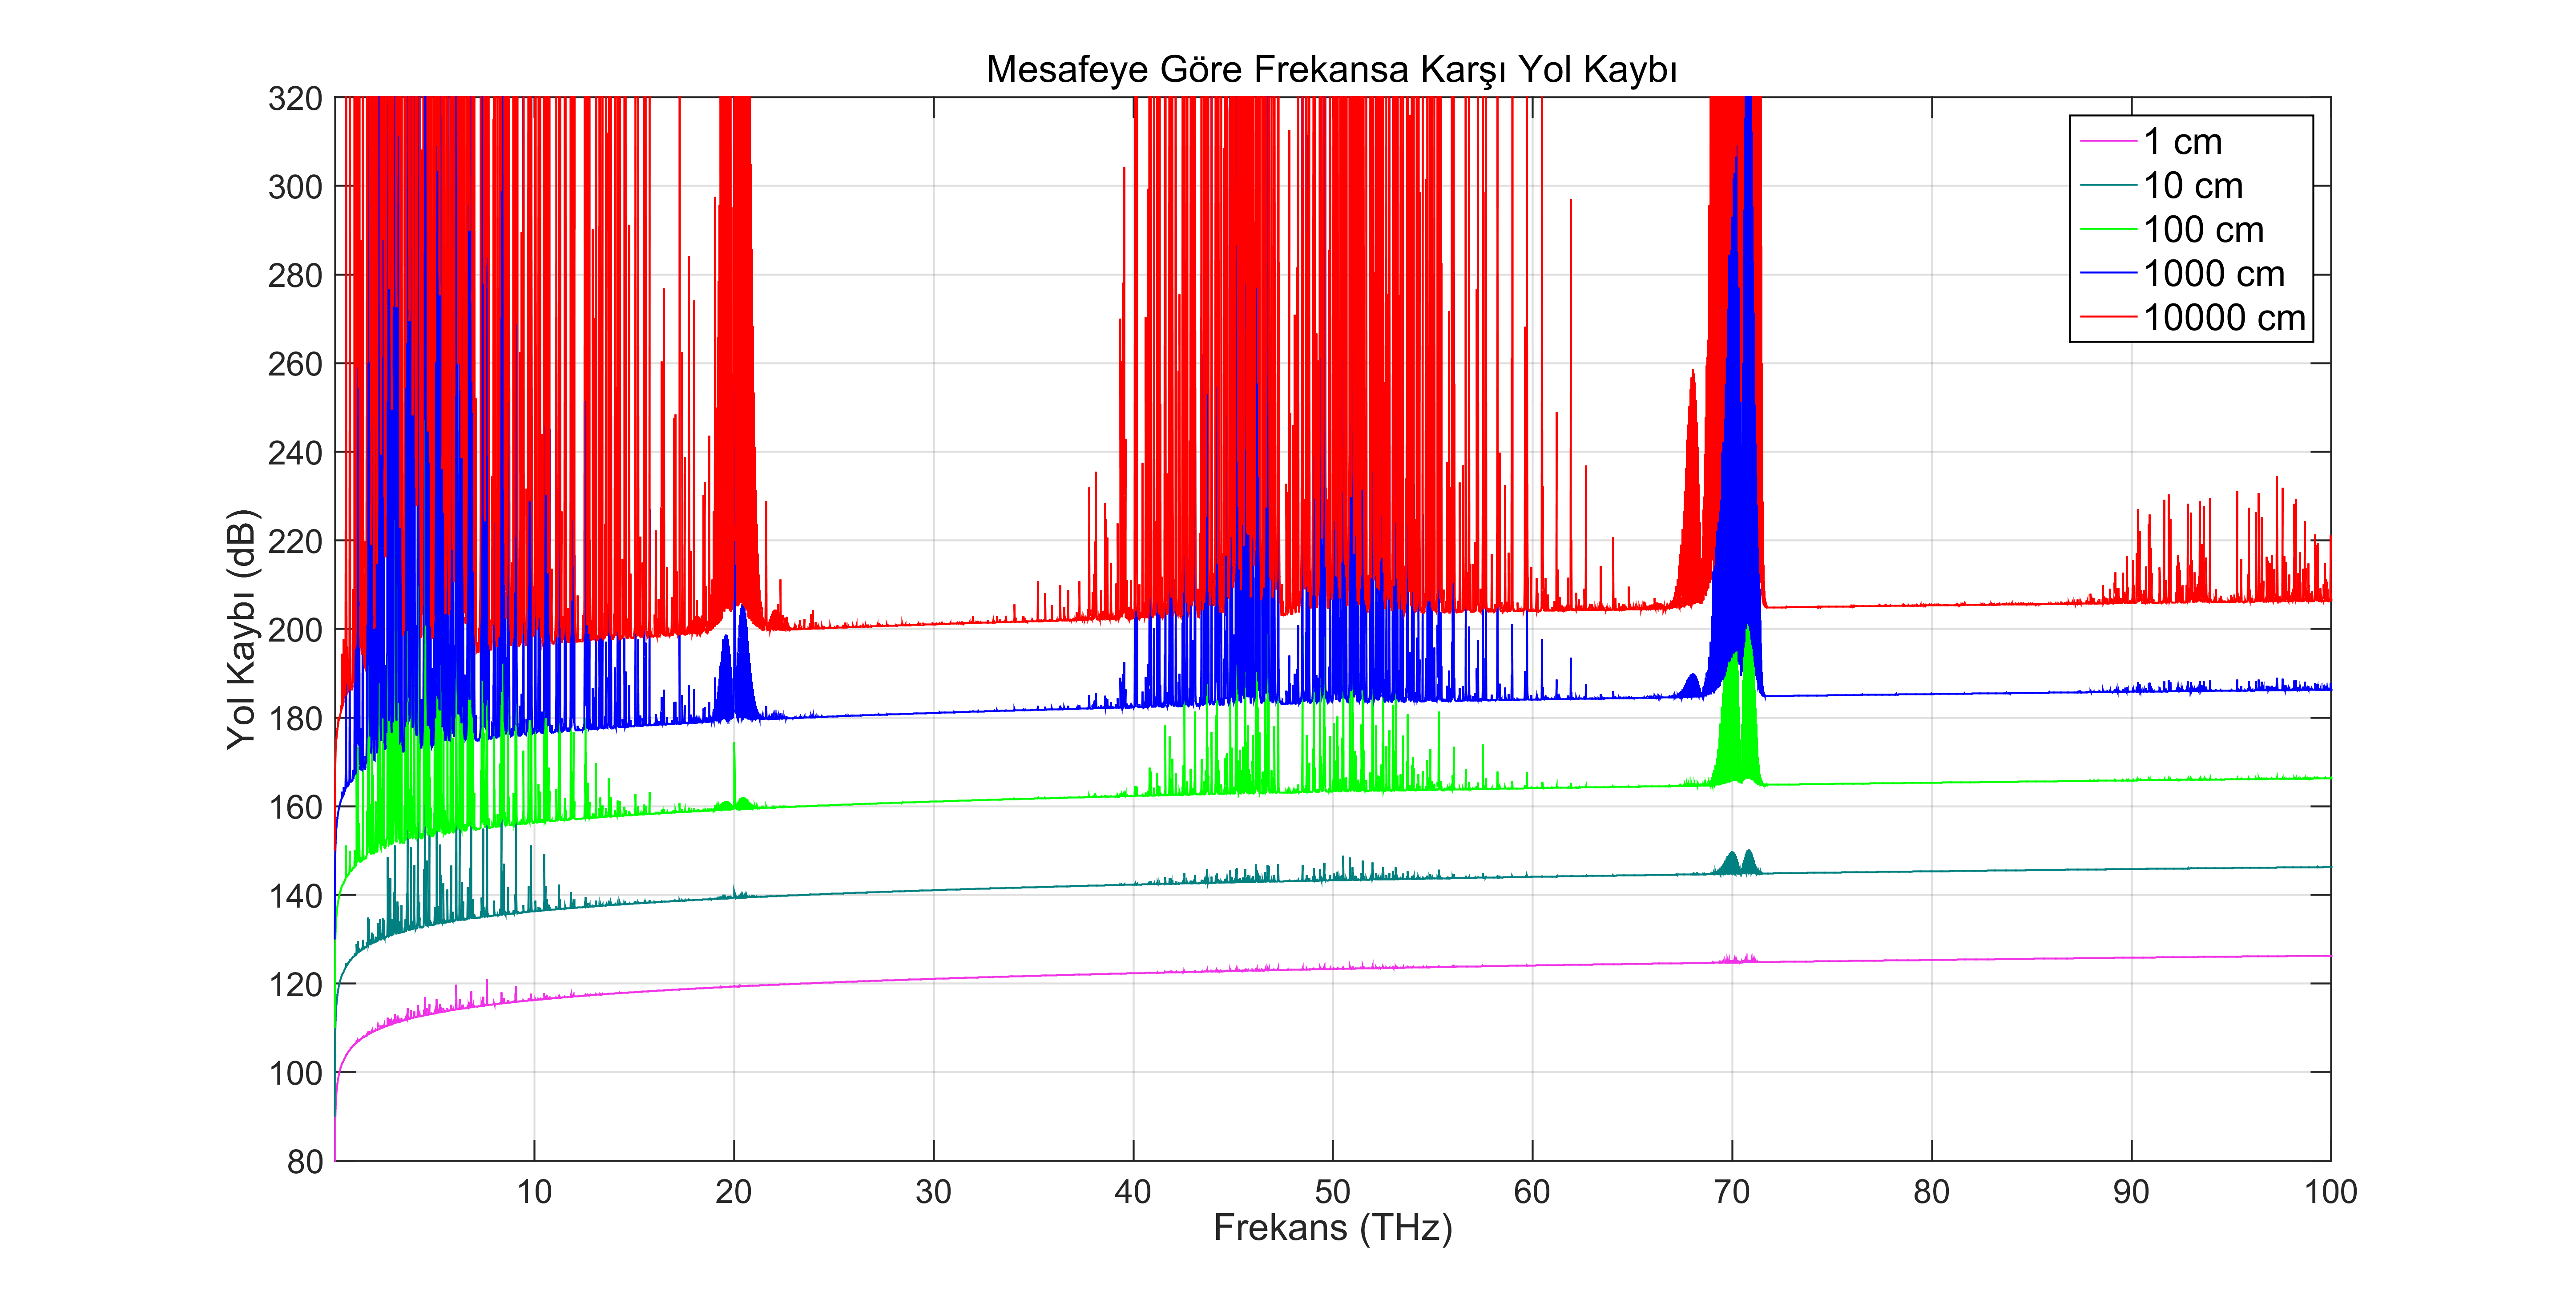 Mesafeye Göre Frekansa Karşı Yol Kaybı
320
300
280
260
240
220
200
180
160
140
120
100
80
Yol Kaybı (dB)
1 cm
10 cm
100 cm
1000 cm
10000 cm
10 20 30 40 50 60 70 80 90 100
Frekans (THz)